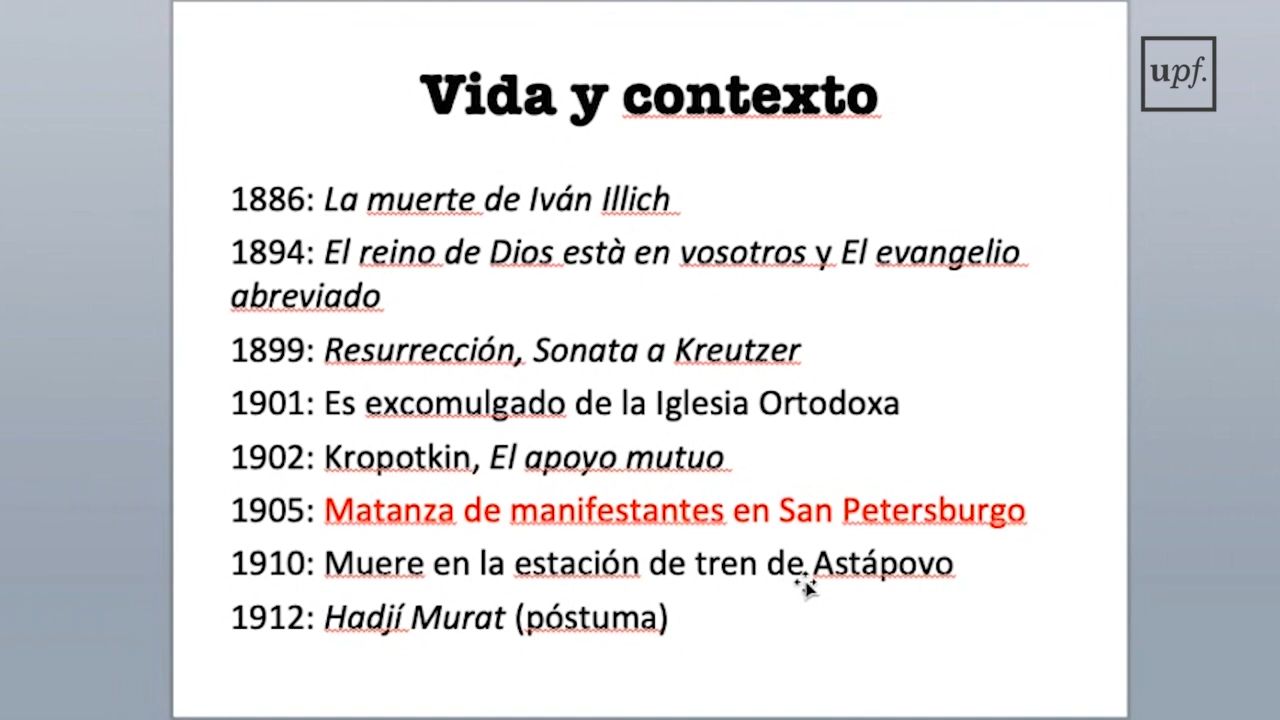 Vida y contexto
upf.
1886: La muerte de Iván Illich
1894: El reino de Dios està en vosotros y El evangelio
abreviado
1899: Resurrección, Sonata a Kreutzer
1901: Es excomulgado de la Iglesia Ortodoxa
1902: Kropotkin, El apoyo mutuo
1905: Matanza de manifestantes en San Petersburgo
1910: Muere en la estación de tren de Astápovo
1912: Hadjí Murat (póstuma)